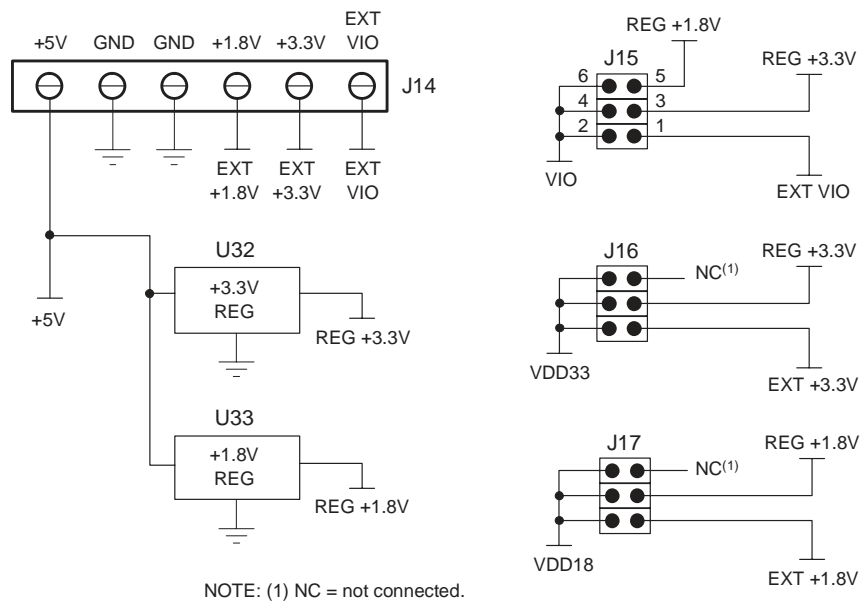 EXT
+5V GND GND +1.8V +3.3V VIO
J14
EXT
+1.8V
EXT
+3.3V
EXT
VIO
+5V
U32
+3.3V
REG
REG +3.3V
U33
+1.8V
REG
REG +1.8V
REG +1.8V
J15
REG +3.3V
6 5
4 3
2 1
VIO
EXT VIO
J16
REG +3.3V
NC(1)
VDD33
EXT +3.3V
J17
REG +1.8V
NC(1)
VDD18
EXT +1.8V
NOTE: (1) NC = not connected.